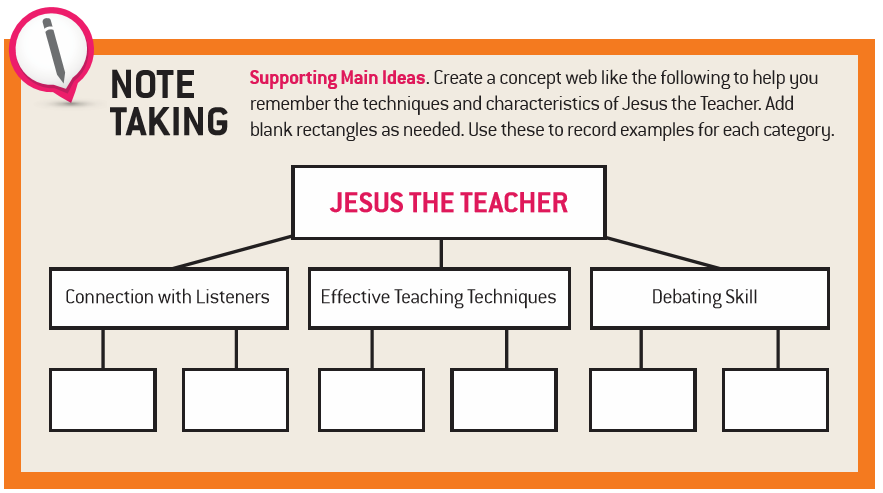 NOTE
TAKING
Supporting Main Ideas. Create a concept web like the following to help you
remember the techniques and characteristics of Jesus the Teacher. Add
blank rectangles as needed. Use these to record examples for each category.
JESUS THE TEACHER
Connection with Listeners
Effective Teaching Techniques
Debating Skill